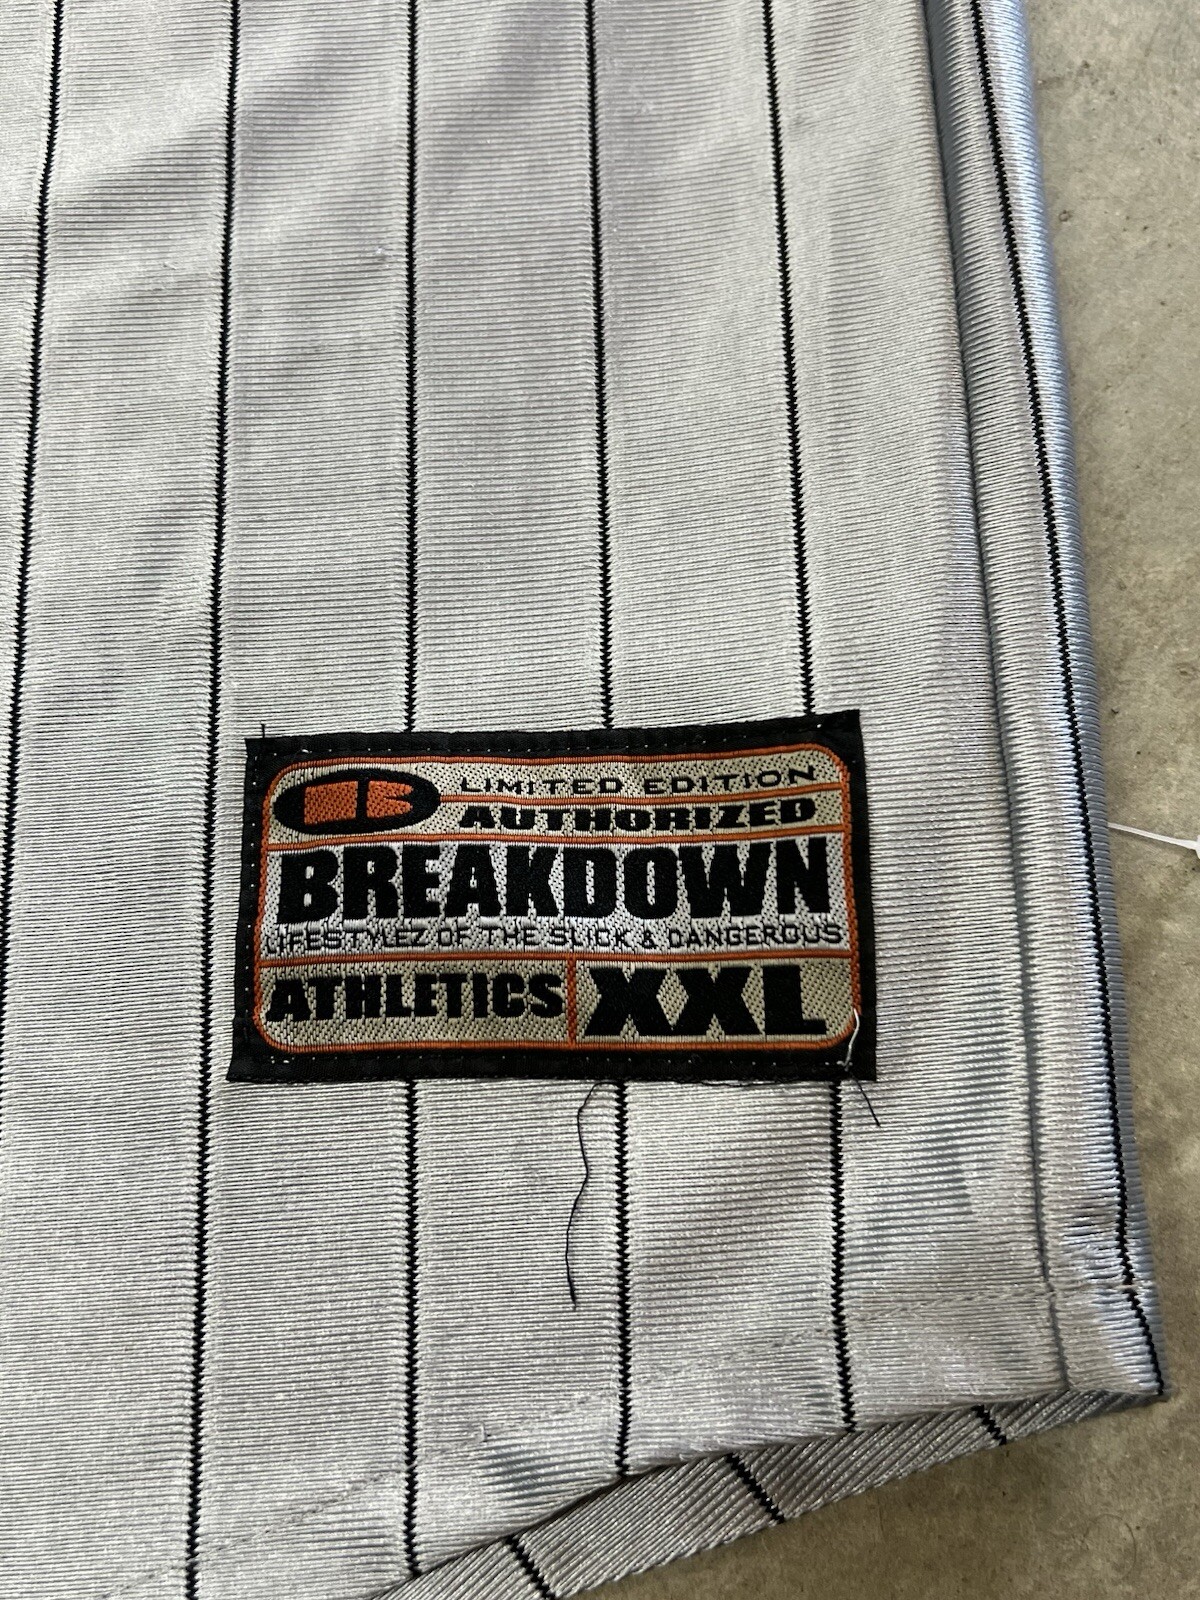 LIMITED EDITION
AUTHORIZED
BREAKDOWN
LIFESTYLEZ OF THE SLICK & DANGEROUS
ATHLETICS XXL